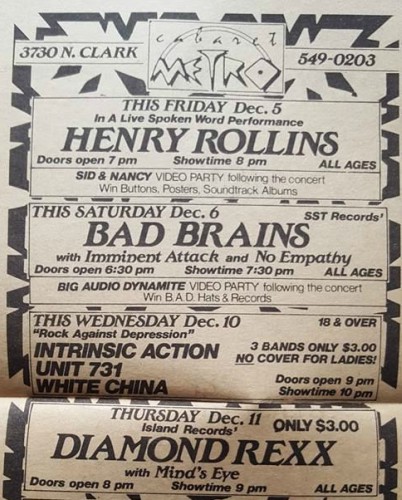 cabaret
METRO
3730 N. CLARK 549-0203
THIS FRIDAY Dec. 5
In A Live Spoken Word Performance
HENRY ROLLINS
Doors open 7 pm Showtime 8 pm ALL AGES
SID & NANCY VIDEO PARTY following the concert
Win Buttons, Posters, Soundtrack Albums
THIS SATURDAY Dec. 6 SST Records'
BAD BRAINS
with Imminent Attack and No Empathy
Doors open 6:30 pm Showtime 7:30 pm ALL AGES
BIG AUDIO DYNAMITE VIDEO PARTY following the concert
Win B.A.D. Hats & Records
THIS WEDNESDAY Dec. 10 18 & OVER
"Rock Against Depression"
INTRINSIC ACTION 3 BANDS ONLY $3.00
UNIT 731 NO COVER FOR LADIES!
WHITE CHINA Doors open 9 pm
Showtime 10 pm
THURSDAY Dec. 11 ONLY $3.00
Island Records'
DIAMOND REXX
with Mind's Eye
Doors open 8 pm Showtime 9 pm ALL AGES